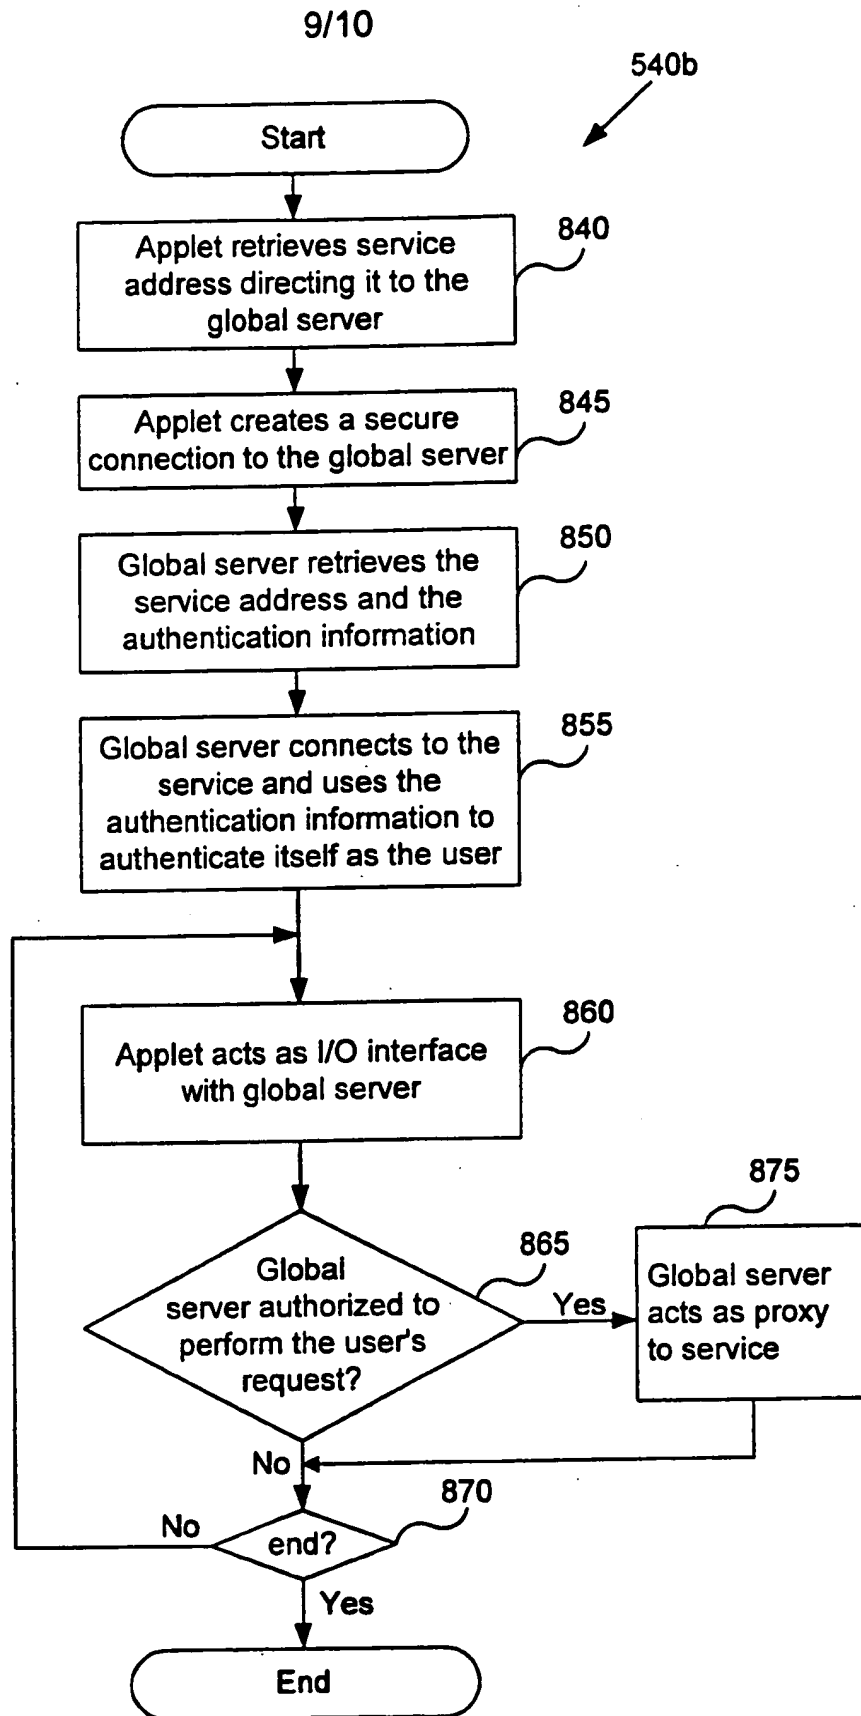 9/10
540b
Start
840
Applet retrieves service
address directing it to the
global server
845
Applet creates a secure
connection to the global server
850
Global server retrieves the
service address and the
authentication information
855
Global server connects to the
service and uses the
authentication information to
authenticate itself as the user
860
Applet acts as I/O interface
with global server
875
865
Global
server authorized to
perform the user's
request?
Yes
Global server
acts as proxy
to service
No
870
No
end?
Yes
End